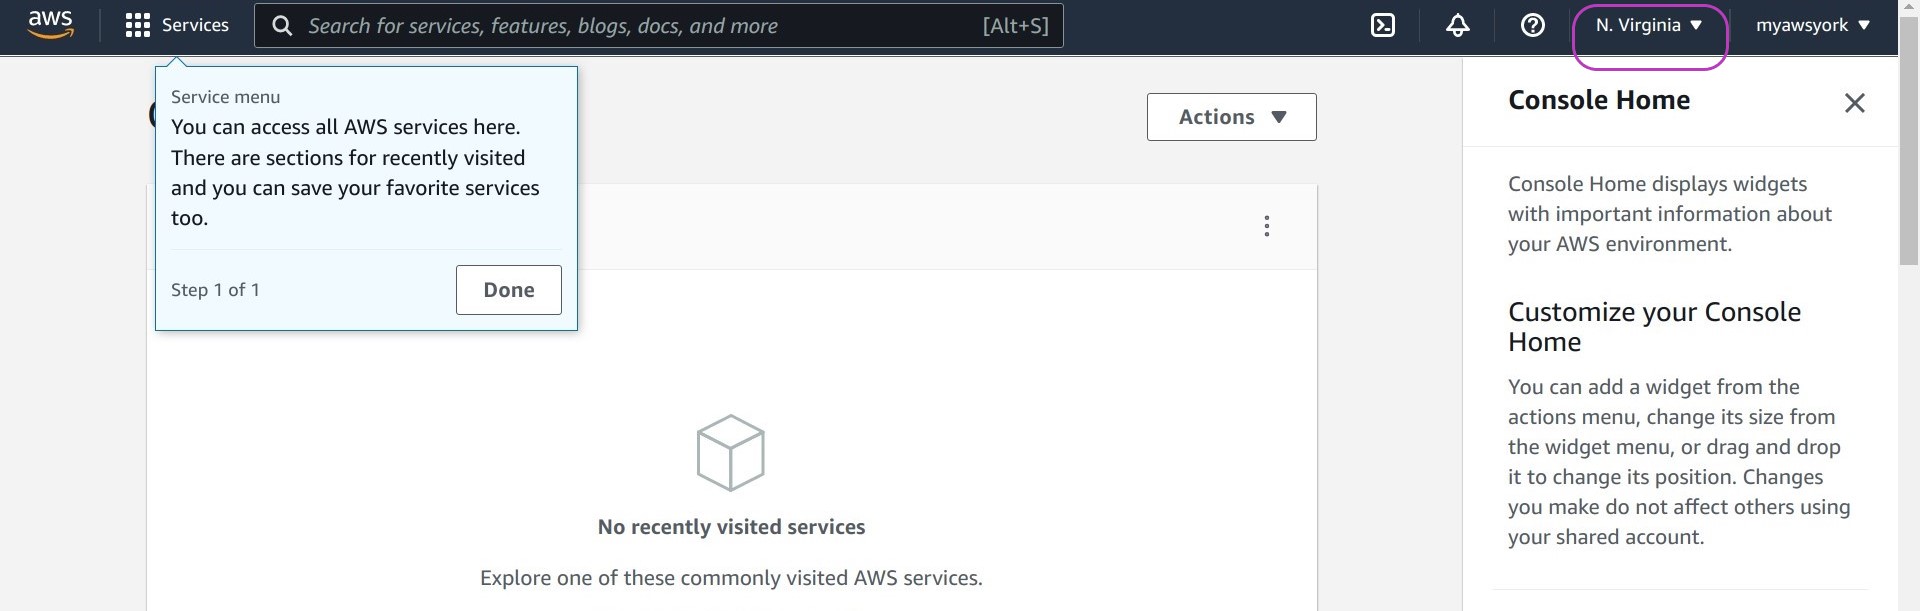 aws
Services
Search for services, features, blogs, docs, and more [Alt+S]
N. Virginia
myawsyork
Service menu
You can access all AWS services here.
There are sections for recently visited
and you can save your favorite services
too.
Step 1 of 1
Done
Actions
No recently visited services
Explore one of these commonly visited AWS services.
Console Home
Console Home displays widgets
with important information about
your AWS environment.
Customize your Console
Home
You can add a widget from the
actions menu, change its size from
the widget menu, or drag and drop
it to change its position. Changes
you make do not affect others using
your shared account.